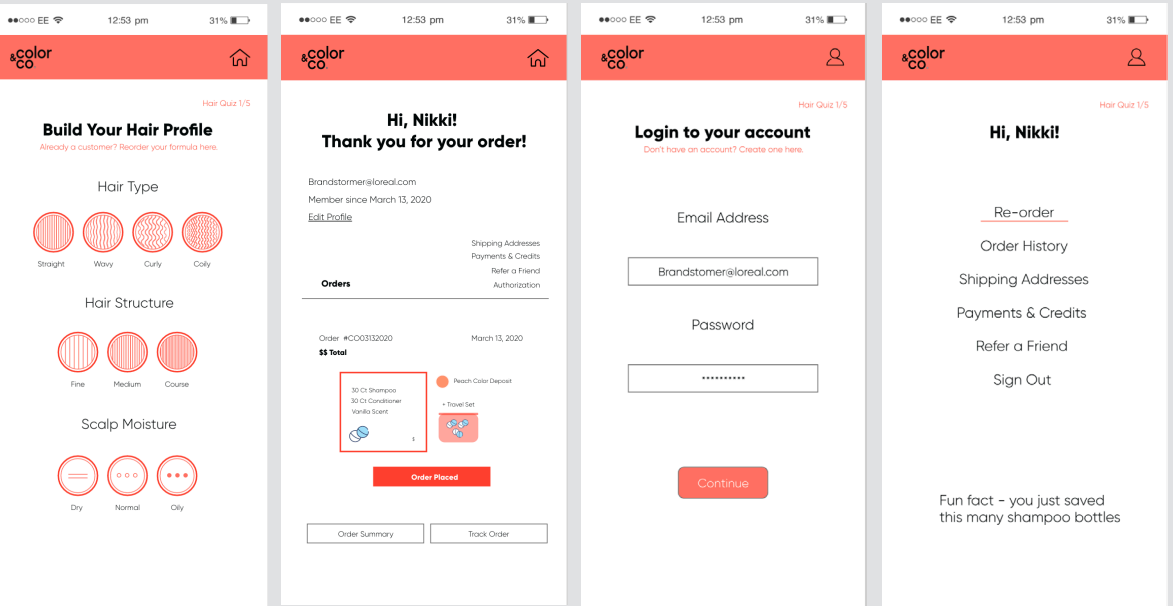 EE 12:53 pm 31%
&color
CO
Hair Quiz 1/5
Build Your Hair Profile
Already a customer? Reorder your formula here.
Hair Type
Straight Wavy Curly Coily
Hair Structure
Fine Medium Course
Scalp Moisture
Dry Normal Oily
EE 12:53 pm 31%
&color
CO.
Hi, Nikki!
Thank you for your order!
Brandstormer@loreal.com
Member since March 13, 2020
Edit Profile
Shipping Addresses
Payments & Credits
Refer a Friend
Orders Authorization
Order #CO03132020 March 13, 2020
$$ Total
30 Ct Shampoo
30 Ct Conditioner
Vanilla Scent
$
Peach Color Deposit
+ Travel Set
Order Placed
Order Summary Track Order
EE 12:53 pm 31%
&color
CO
Hair Quiz 1/5
Login to your account
Don't have an account? Create one here.
Email Address
Brandstomer@loreal.com
Password
**********
Continue
EE 12:53 pm 31%
&color
CO
Hair Quiz 1/5
Hi, Nikki!
Re-order
Order History
Shipping Addresses
Payments & Credits
Refer a Friend
Sign Out
Fun fact - you just saved
this many shampoo bottles